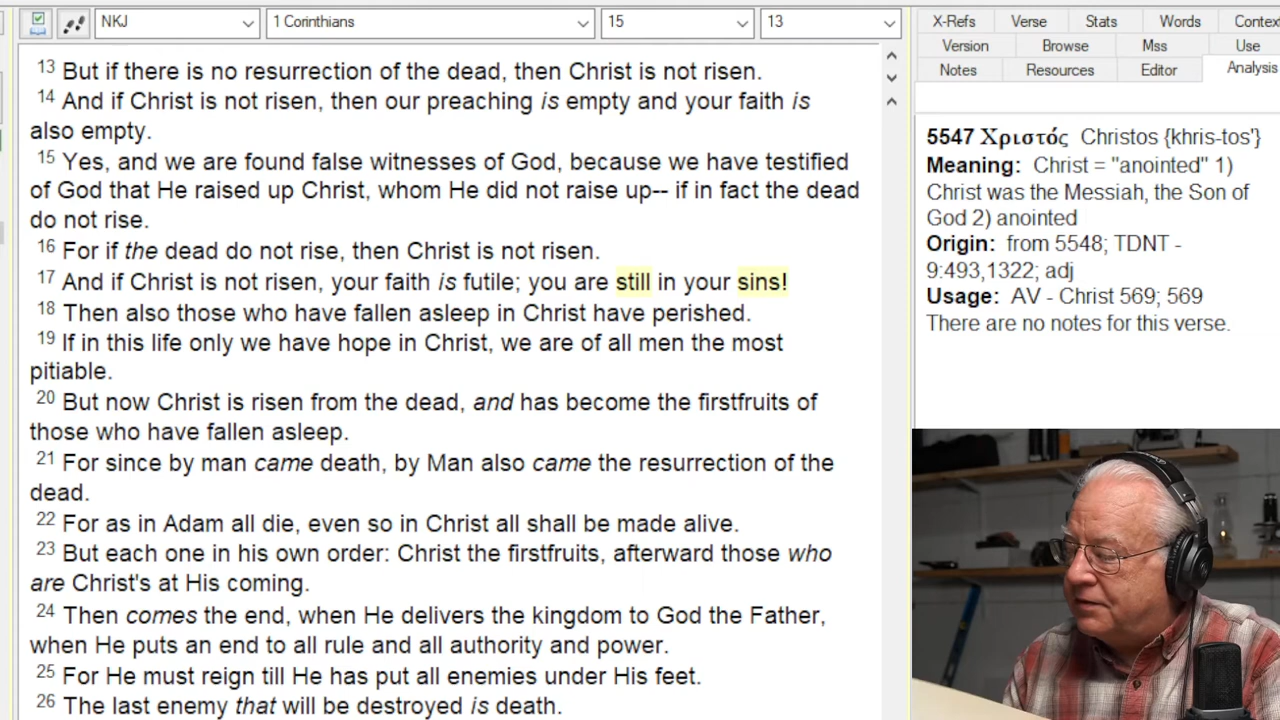 NKJ
1 Corinthians
15
13
13 But if there is no resurrection of the dead, then Christ is not risen.
14 And if Christ is not risen, then our preaching is empty and your faith is
also empty.
15 Yes, and we are found false witnesses of God, because we have testified
of God that He raised up Christ, whom He did not raise up-- if in fact the dead
do not rise.
16 For if the dead do not rise, then Christ is not risen.
17 And if Christ is not risen, your faith is futile; you are still in your sins!
18 Then also those who have fallen asleep in Christ have perished.
19 If in this life only we have hope in Christ, we are of all men the most
pitiable.
20 But now Christ is risen from the dead, and has become the firstfruits of
those who have fallen asleep.
21 For since by man came death, by Man also came the resurrection of the
dead.
22 For as in Adam all die, even so in Christ all shall be made alive.
23 But each one in his own order: Christ the firstfruits, afterward those who
are Christ's at His coming.
24 Then comes the end, when He delivers the kingdom to God the Father,
when He puts an end to all rule and all authority and power.
25 For He must reign till He has put all enemies under His feet.
26 The last enemy that will be destroyed is death.
X-Refs Verse Stats Words Contex
Version Browse Mss Use
Notes Resources Editor Analysis
5547 Χριστός Christos {khris-tos'}
Meaning: Christ = "anointed" 1)
Christ was the Messiah, the Son of
God 2) anointed
Origin: from 5548; TDNT -
9:493,1322; adj
Usage: AV - Christ 569; 569
There are no notes for this verse.